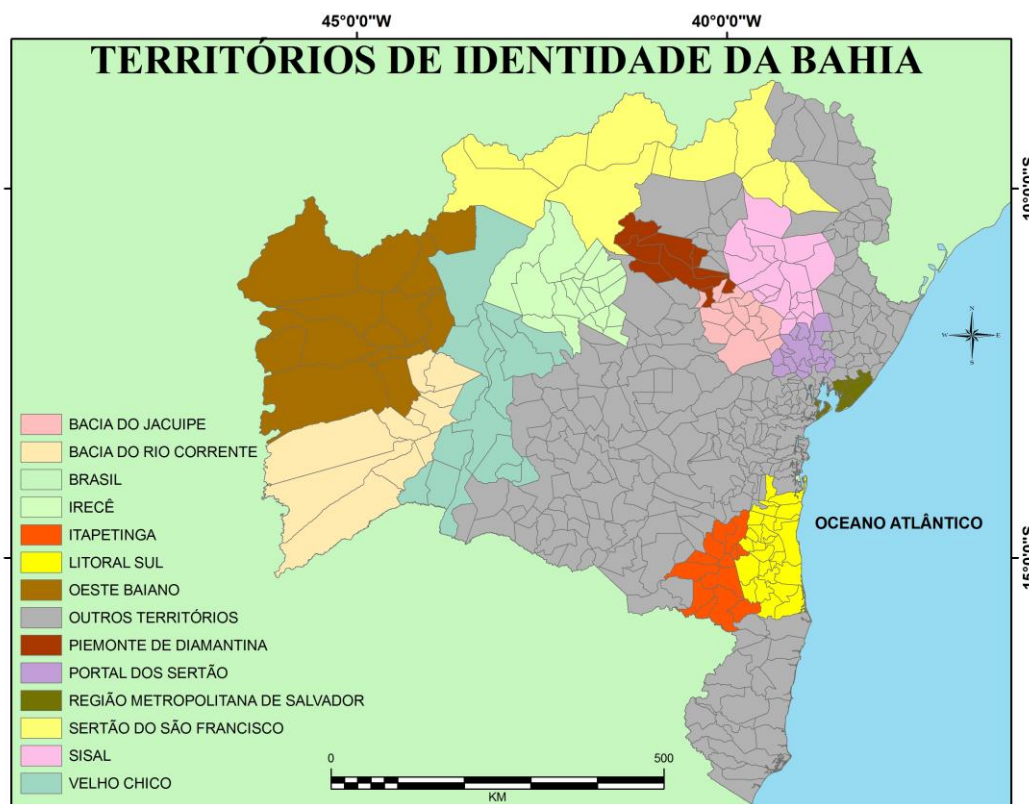 45°0'0"W
40°0'0"W
TERRITÓRIOS DE IDENTIDADE DA BAHIA
10°0'0"S
N
W
E
S
BACIA DO JACUIPE
BACIA DO RIO CORRENTE
BRASIL
IRECÊ
ITAPETINGA
LITORAL SUL
OESTE BAIANO
OUTROS TERRITÓRIOS
PIEMONTE DE DIAMANTINA
PORTAL DOS SERTÃO
REGIÃO METROPOLITANA DE SALVADOR
SERTÃO DO SÃO FRANCISCO
SISAL
VELHO CHICO
OCEANO ATLÂNTICO
15°0'0"S
0
500
KM